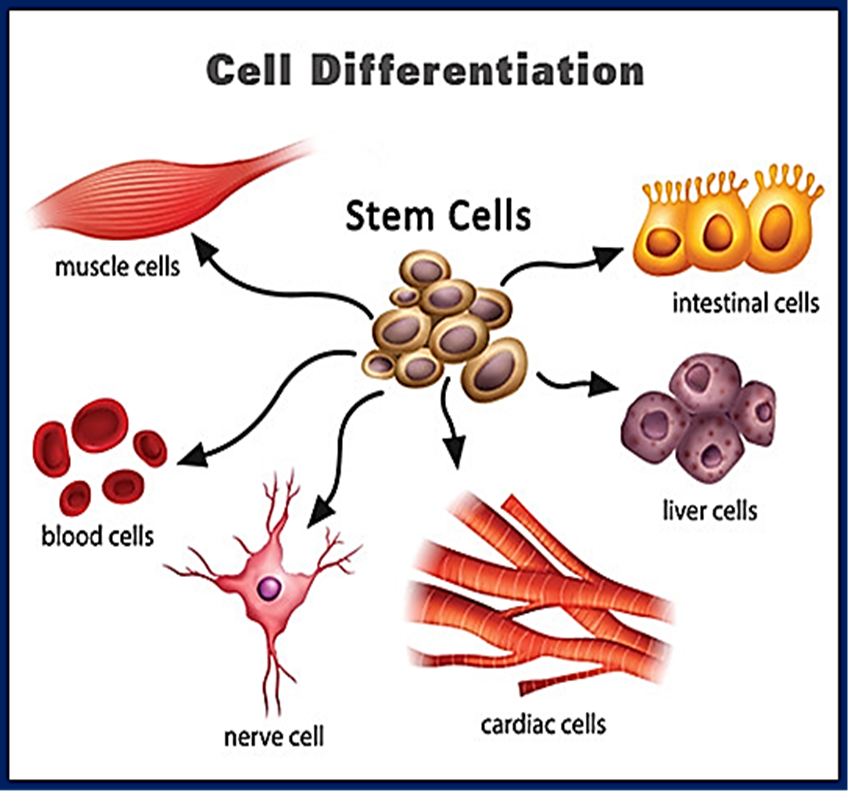 Cell Differentiation
Stem Cells
muscle cells
intestinal cells
blood cells
liver cells
nerve cell
cardiac cells